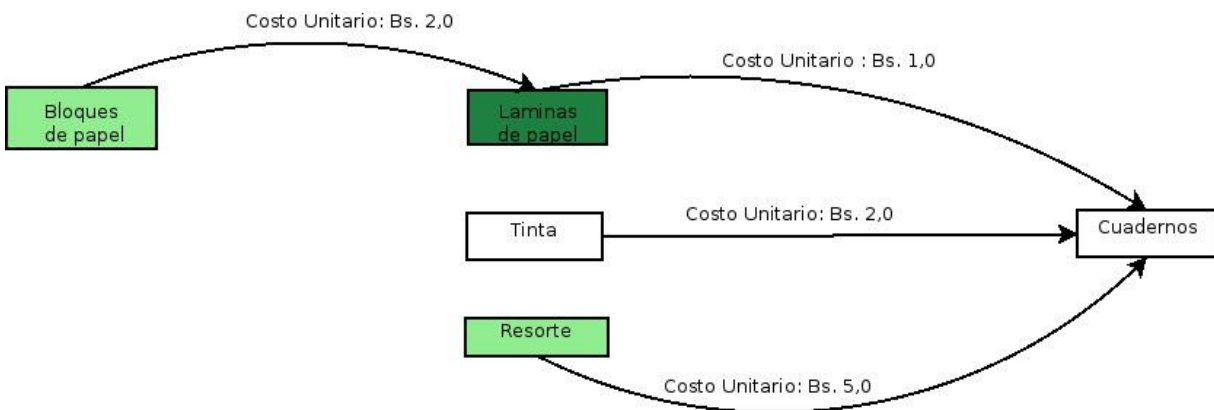 Costo Unitario: Bs. 2,0
Costo Unitario : Bs. 1,0
Bloques
de papel
Laminas
de papel
Tinta
Costo Unitario: Bs. 2,0
Cuadernos
Resorte
Costo Unitario: Bs. 5,0